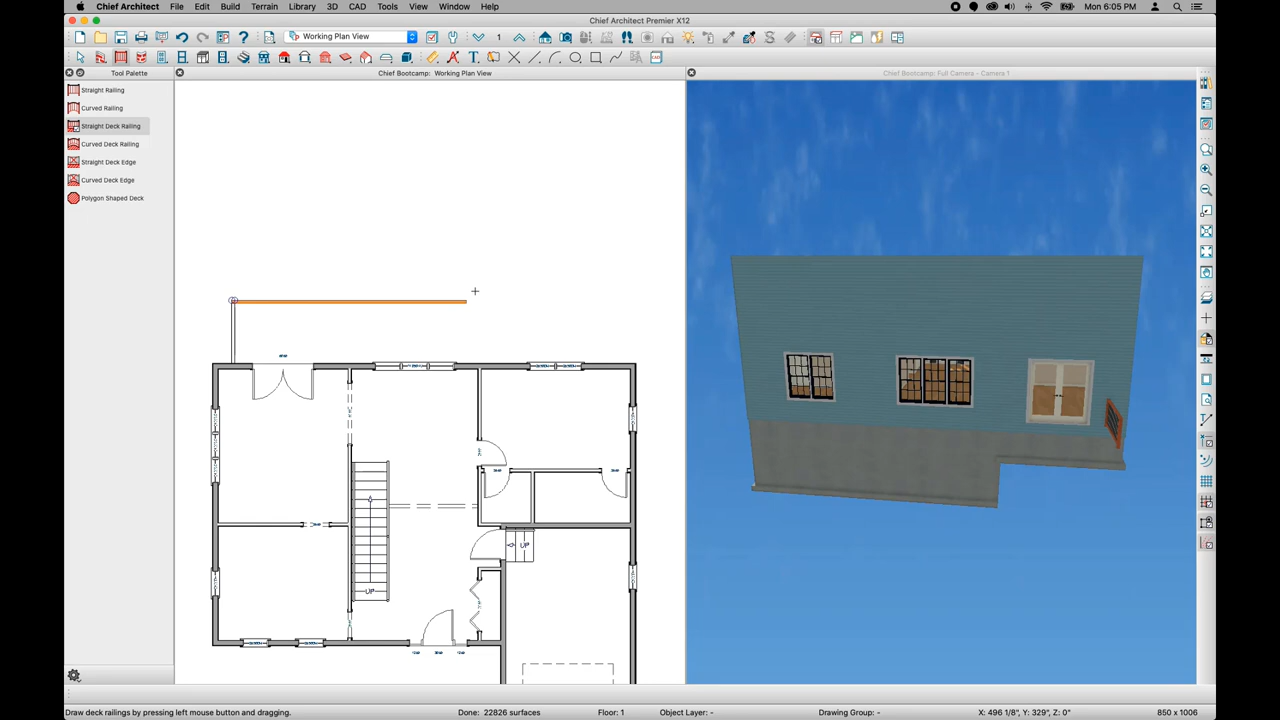 Chief Architect File Edit Build Terrain Library 3D CAD Tools View Window Help Mon 6:05 PM
Chief Architect Premier X12
Working Plan View 1
Tool Palette
Chief Bootcamp: Working Plan View
Chief Bootcamp: Full Camera - Camera 1
Straight Railing
Curved Railing
Straight Deck Railing
Curved Deck Railing
Straight Deck Edge
Curved Deck Edge
Polygon Shaped Deck
UP
UP
Draw deck railings by pressing left mouse button and dragging. Done: 22826 surfaces Floor: 1 Object Layer: - Drawing Group: - X: 496 1/8", Y: 329", Z: 0" 850 x 1006